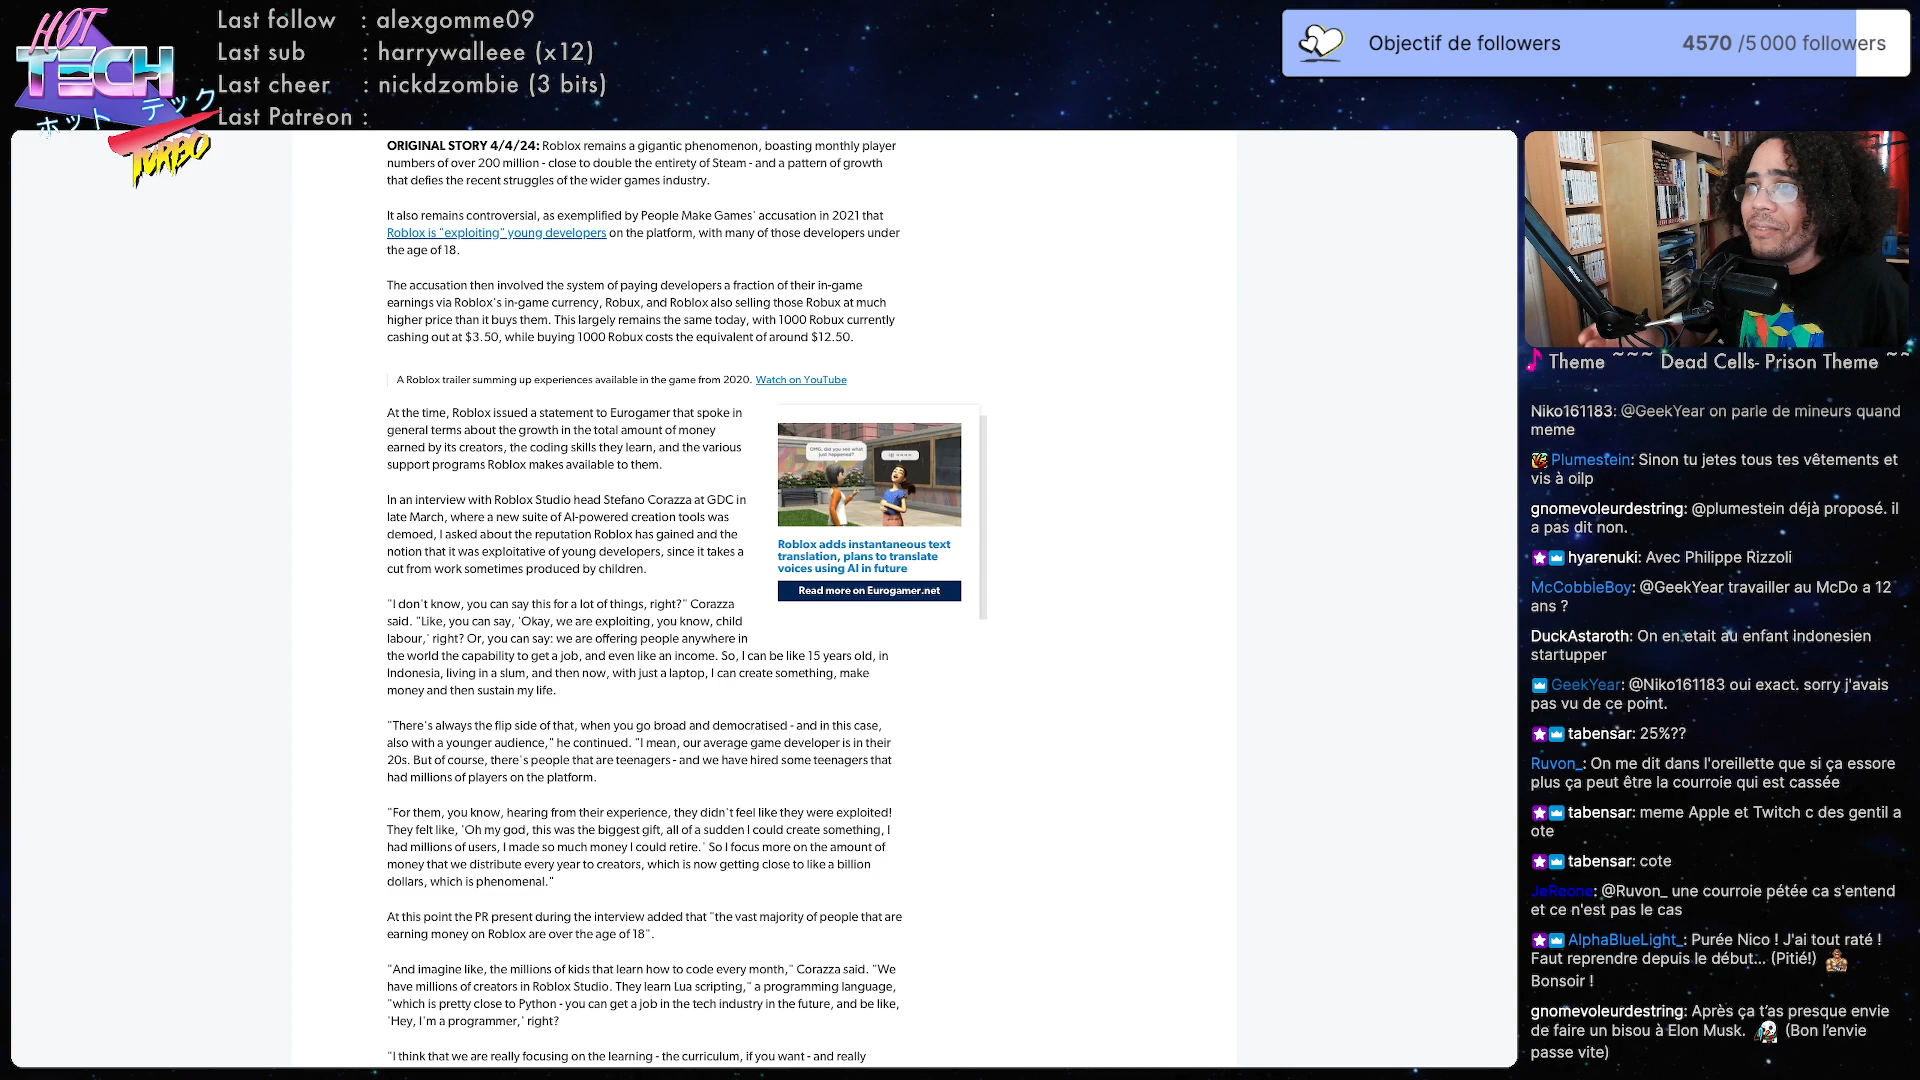 HOT
TECH
ホット テック
TURBO
Last follow : alexgomme09
Last sub : harrywalleee (x12)
Last cheer : nickdzombie (3 bits)
Last Patreon :
Objectif de followers 4570 /5 000 followers
ORIGINAL STORY 4/4/24: Roblox remains a gigantic phenomenon, boasting monthly player
numbers of over 200 million - close to double the entirety of Steam - and a pattern of growth
that defies the recent struggles of the wider games industry.
It also remains controversial, as exemplified by People Make Games' accusation in 2021 that
Roblox is "exploiting" young developers on the platform, with many of those developers under
the age of 18.
The accusation then involved the system of paying developers a fraction of their in-game
earnings via Roblox's in-game currency, Robux, and Roblox also selling those Robux at much
higher price than it buys them. This largely remains the same today, with 1000 Robux currently
cashing out at $3.50, while buying 1000 Robux costs the equivalent of around $12.50.
A Roblox trailer summing up experiences available in the game from 2020. Watch on YouTube
At the time, Roblox issued a statement to Eurogamer that spoke in
general terms about the growth in the total amount of money
earned by its creators, the coding skills they learn, and the various
support programs Roblox makes available to them.
In an interview with Roblox Studio head Stefano Corazza at GDC in
late March, where a new suite of AI-powered creation tools was
demoed, I asked about the reputation Roblox has gained and the
notion that it was exploitative of young developers, since it takes a
cut from work sometimes produced by children.
"I don't know, you can say this for a lot of things, right?" Corazza
said. "Like, you can say, 'Okay, we are exploiting, you know, child
labour,' right? Or, you can say: we are offering people anywhere in
the world the capability to get a job, and even like an income. So, I can be like 15 years old, in
Indonesia, living in a slum, and then now, with just a laptop, I can create something, make
money and then sustain my life.
"There's always the flip side of that, when you go broad and democratised - and in this case,
also with a younger audience," he continued. "I mean, our average game developer is in their
20s. But of course, there's people that are teenagers - and we have hired some teenagers that
had millions of players on the platform.
"For them, you know, hearing from their experience, they didn't feel like they were exploited!
They felt like, 'Oh my god, this was the biggest gift, all of a sudden I could create something, I
had millions of users, I made so much money I could retire.' So I focus more on the amount of
money that we distribute every year to creators, which is now getting close to like a billion
dollars, which is phenomenal."
At this point the PR present during the interview added that "the vast majority of people that are
earning money on Roblox are over the age of 18".
"And imagine like, the millions of kids that learn how to code every month," Corazza said. "We
have millions of creators in Roblox Studio. They learn Lua scripting," a programming language,
"which is pretty close to Python - you can get a job in the tech industry in the future, and be like,
'Hey, I'm a programmer,' right?
"I think that we are really focusing on the learning - the curriculum, if you want - and really
OMG, did you see what
just happened?
Roblox adds instantaneous text
translation, plans to translate
voices using AI in future
Read more on Eurogamer.net
Theme ~~~ Dead Cells- Prison Theme ~~
Niko161183: @GeekYear on parle de mineurs quand
meme
Plumestein: Sinon tu jetes tous tes vêtements et
vis à oilp
gnomevoleurdestring: @plumestein déjà proposé. il
a pas dit non.
hyarenuki: Avec Philippe Rizzoli
McCobbleBoy: @GeekYear travailler au McDo a 12
ans ?
DuckAstaroth: On en etait au enfant indonesien
startupper
GeekYear: @Niko161183 oui exact. sorry j'avais
pas vu de ce point.
tabensar: 25%??
Ruvon_: On me dit dans l'oreillette que si ça essore
plus ça peut être la courroie qui est cassée
tabensar: meme Apple et Twitch c des gentil a
ote
tabensar: cote
JeReone: @Ruvon_ une courroie pétée ca s'entend
et ce n'est pas le cas
AlphaBlueLight_: Purée Nico ! J'ai tout raté !
Faut reprendre depuis le début... (Pitié!)
Bonsoir !
gnomevoleurdestring: Après ça t'as presque envie
de faire un bisou à Elon Musk. (Bon l'envie
passe vite)